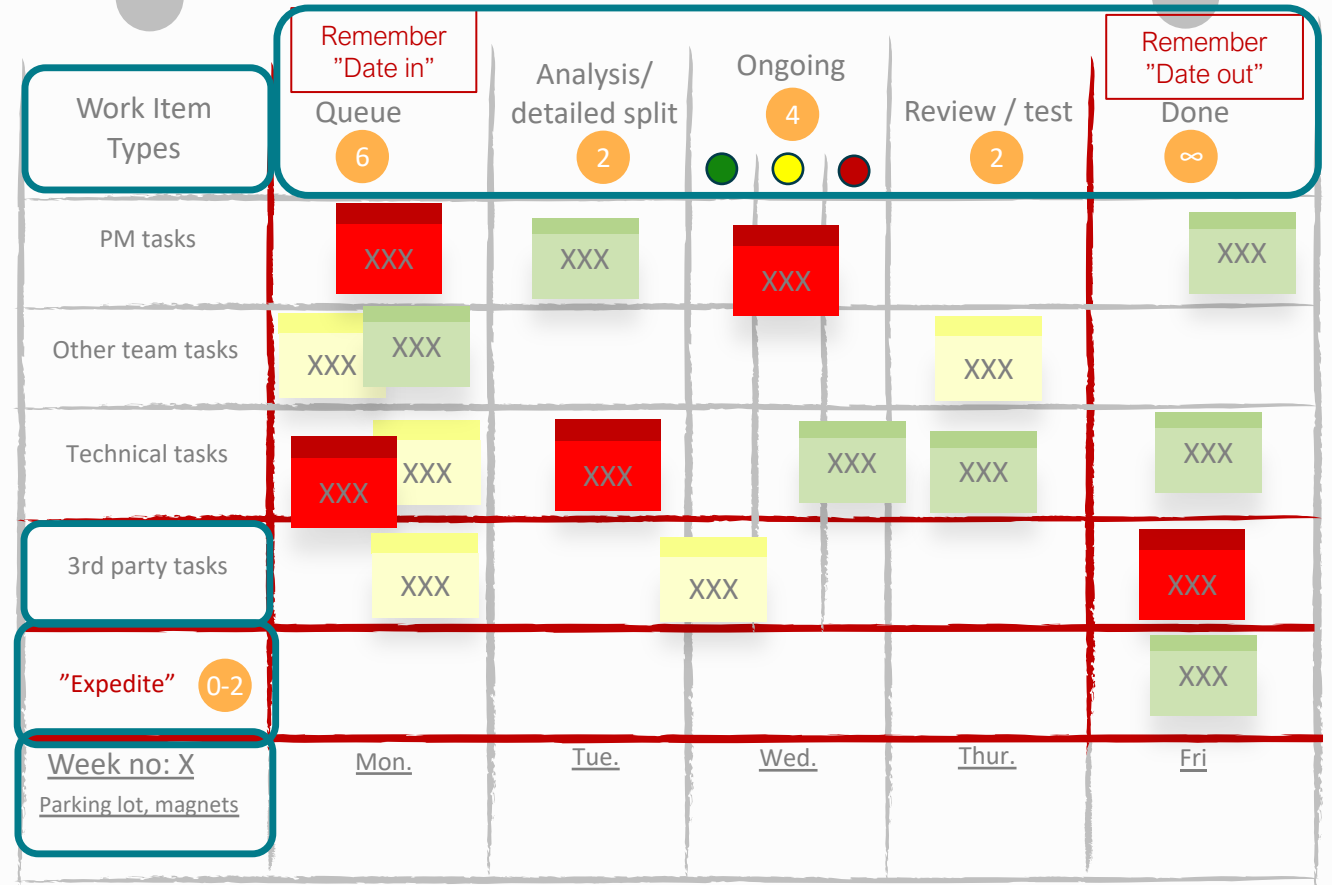 Remember
”Date in”
Remember
”Date out”
Work Item
Types
Queue
6
Analysis/
detailed split
2
Ongoing
4
Review / test
2
Done
∞
PM tasks
XXX
XXX
XXX
XXX
Other team tasks
XXX
XXX
XXX
Technical tasks
XXX
XXX
XXX
XXX
XXX
XXX
3rd party tasks
XXX
XXX
XXX
”Expedite”
0-2
XXX
Week no: X
Parking lot, magnets
Mon.
Tue.
Wed.
Thur.
Fri